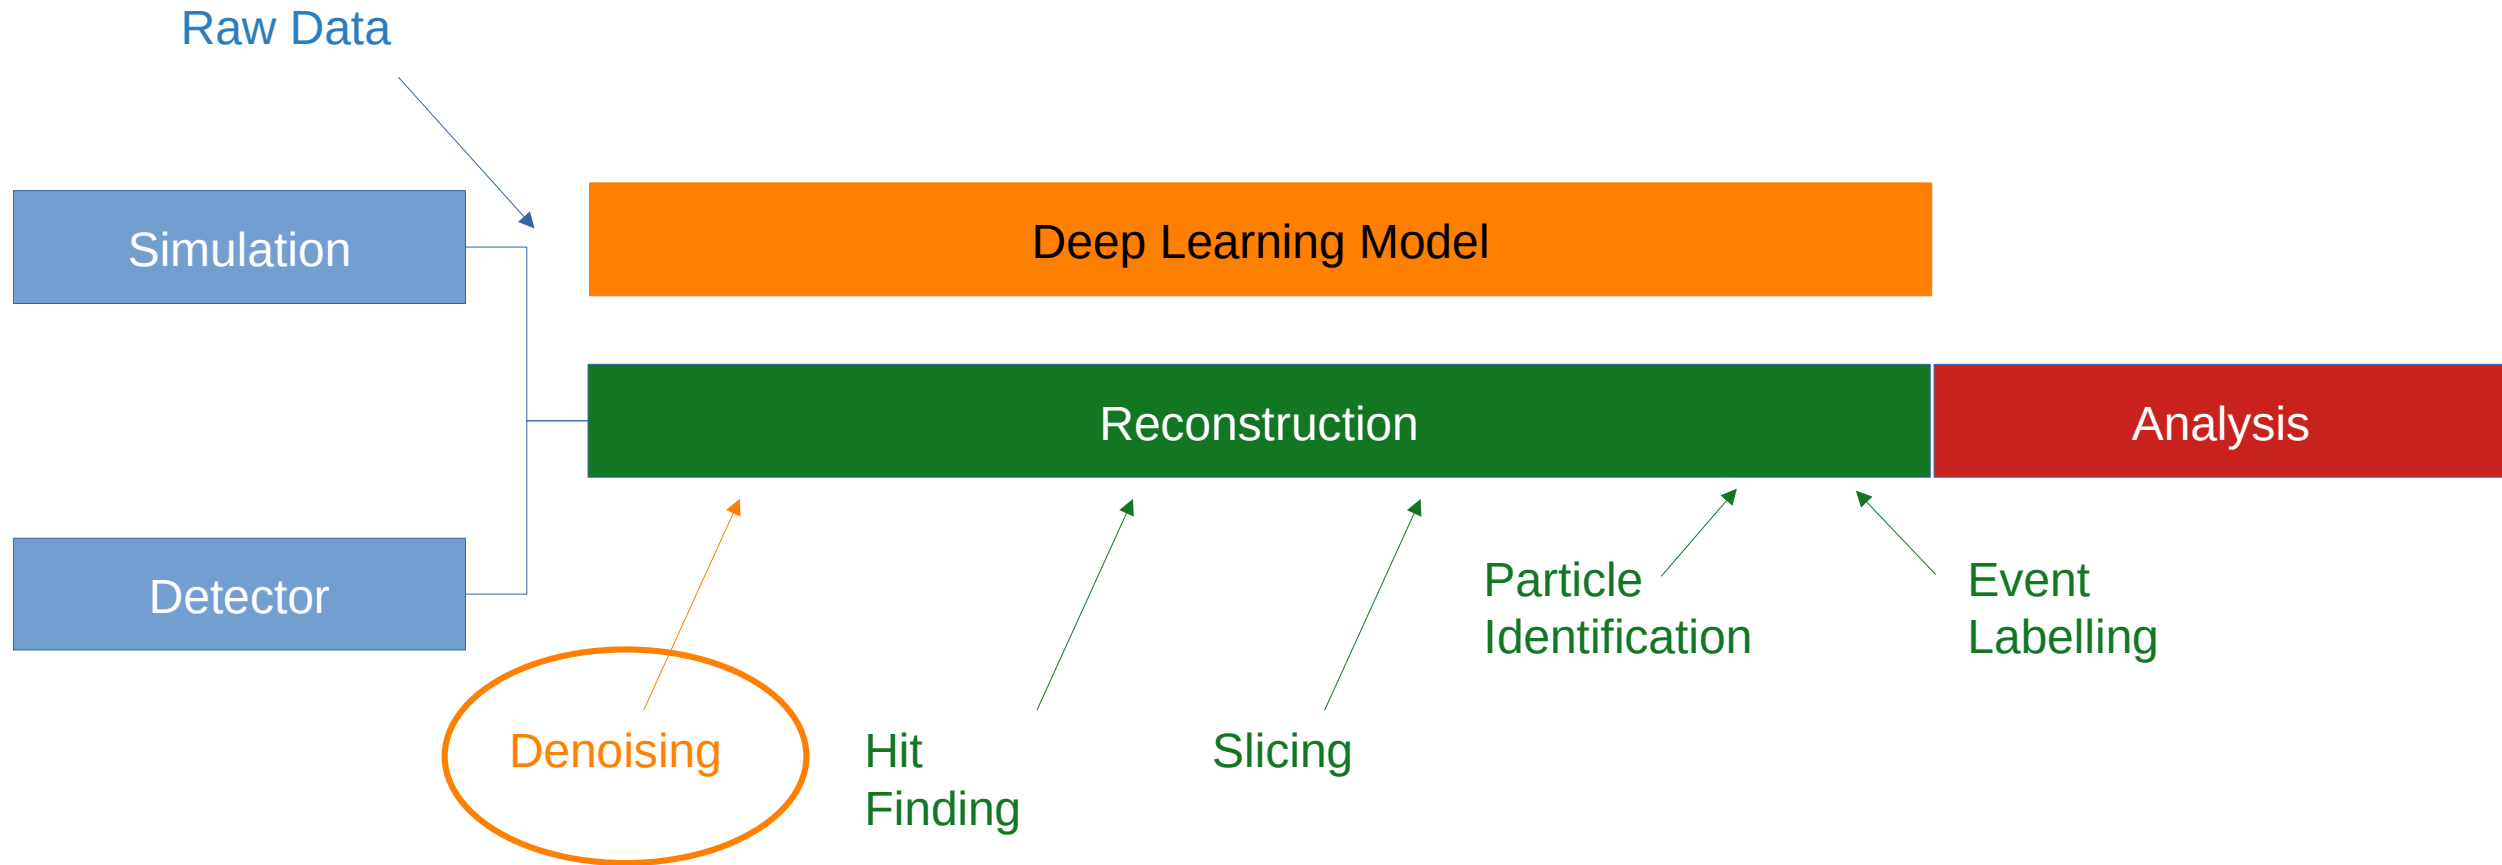 Raw Data
Simulation
Deep Learning Model
Reconstruction
Analysis
Detector
Denoising
Hit
Finding
Slicing
Particle
Identification
Event
Labelling